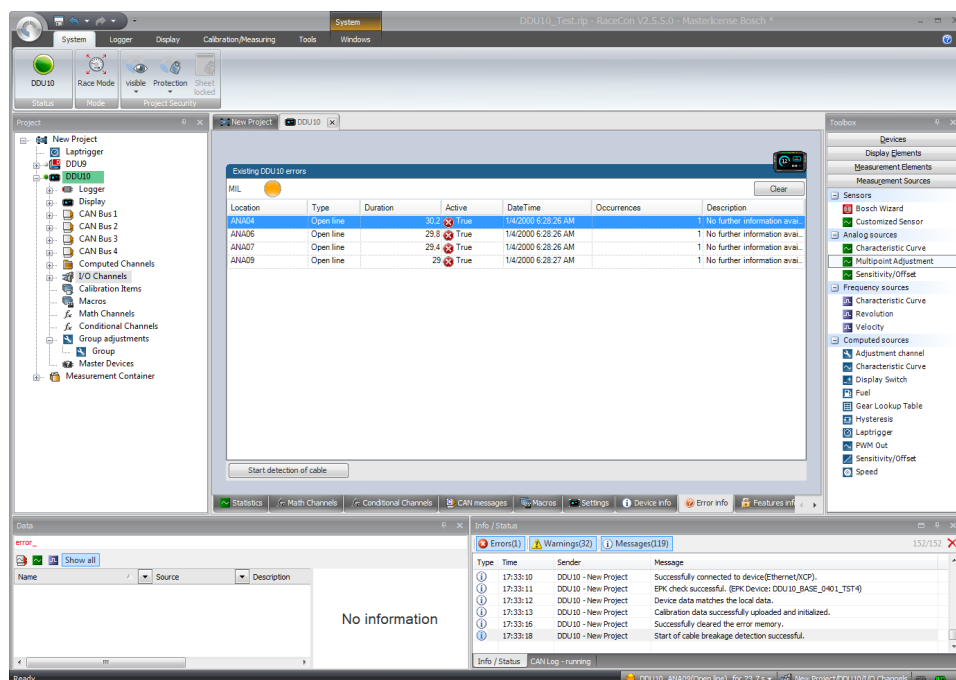 System
DDU10_Test.rlp - RaceCon V2.5.5.0 - Masterlicense Bosch *
System Logger Display Calibration/Measuring Tools Windows
DDU10 Race Mode visible Protection Sheet locked
Status Mode Project Security
Project
New Project
Laptrigger
DDU9
DDU10
Logger
Display
CAN Bus 1
CAN Bus 2
CAN Bus 3
CAN Bus 4
Computed Channels
I/O Channels
Calibration Items
Macros
Math Channels
Conditional Channels
Group adjustments
Group
Master Devices
Measurement Container
New Project DDU10
Existing DDU10 errors
MIL Clear
Location Type Duration Active DateTime Occurrences Description
ANA04 Open line 30,2 True 1/4/2000 6:28:26 AM 1 No further information avai...
ANA06 Open line 29,8 True 1/4/2000 6:28:26 AM 1 No further information avai...
ANA07 Open line 29,4 True 1/4/2000 6:28:26 AM 1 No further information avai...
ANA09 Open line 29 True 1/4/2000 6:28:27 AM 1 No further information avai...
Start detection of cable
Statistics Math Channels Conditional Channels CAN messages Macros Settings Device info Error info Features info
Toolbox
Devices
Display Elements
Measurement Elements
Measurement Sources
Sensors
Bosch Wizard
Customized Sensor
Analog sources
Characteristic Curve
Multipoint Adjustment
Sensitivity/Offset
Frequency sources
Characteristic Curve
Revolution
Velocity
Computed sources
Adjustment channel
Characteristic Curve
Display Switch
Fuel
Gear Lookup Table
Hysteresis
Laptrigger
PWM Out
Sensitivity/Offset
Speed
Data
error_
Show all
Name Source Description
No information
Info / Status
Errors(1) Warnings(32) Messages(119) 152/152
Type Time Sender Message
17:33:10 DDU10 - New Project Successfully connected to device(Ethernet/XCP).
17:33:11 DDU10 - New Project EPK check successful. (EPK Device: DDU10_BASE_0401_TST4)
17:33:12 DDU10 - New Project Device data matches the local data.
17:33:13 DDU10 - New Project Calibration data successfully uploaded and initialized.
17:33:16 DDU10 - New Project Successfully cleared the error memory.
17:33:18 DDU10 - New Project Start of cable breakage detection successful.
Info / Status CAN Log - running
Ready DDU10, ANA09(Open line), for 23,7 s New Project/DDU10/I/O Channels